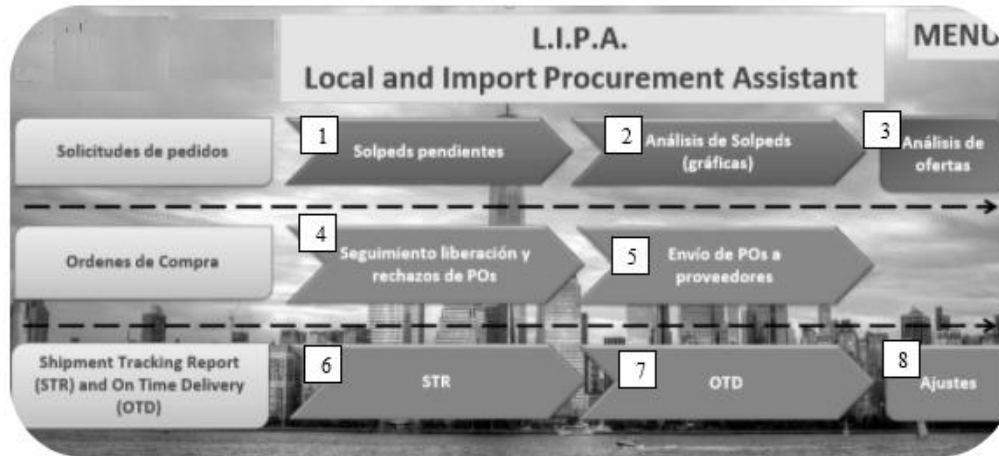 L.I.P.A.
MENU
Local and Import Procurement Assistant
Solicitudes de pedidos
1
Solpeds pendientes
2
Análisis de Solpeds
(gráficas)
3
Análisis de
ofertas
Ordenes de Compra
4
Seguimiento liberación y
rechazos de POs
5
Envío de POs a
proveedores
Shipment Tracking Report
(STR) and On Time Delivery
(OTD)
6
STR
7
OTD
8
Ajustes